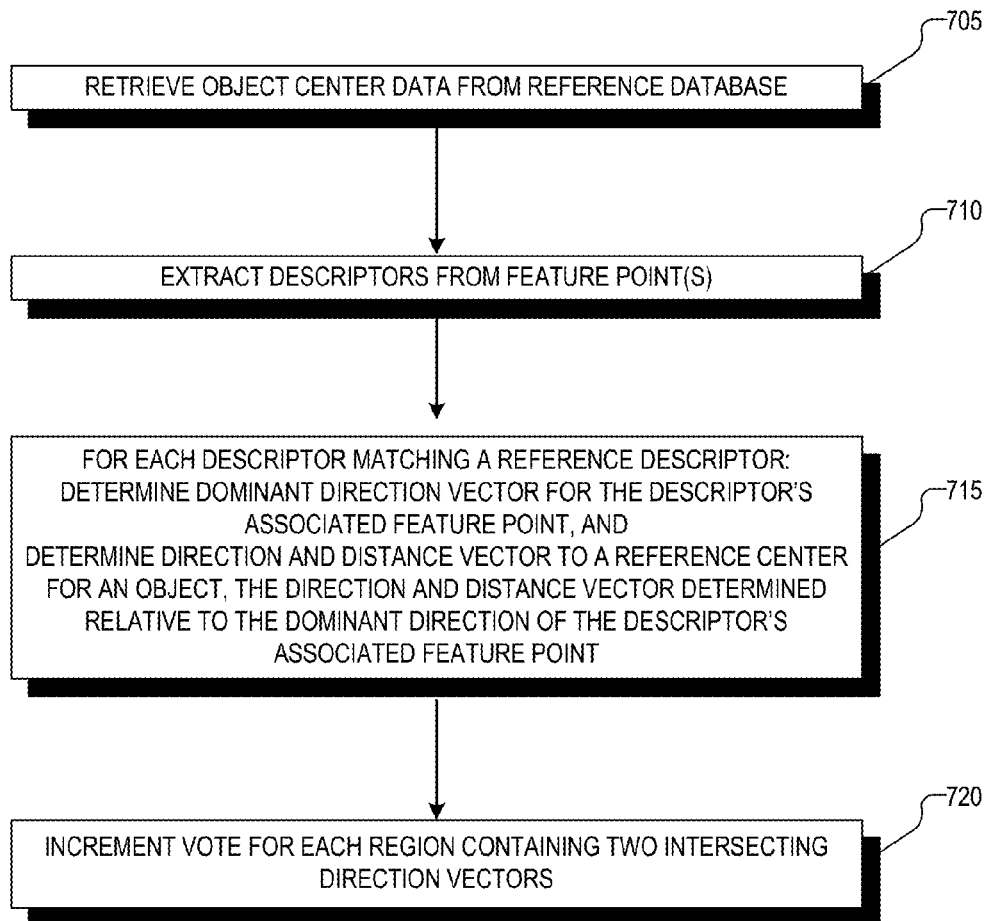 705
RETRIEVE OBJECT CENTER DATA FROM REFERENCE DATABASE
710
EXTRACT DESCRIPTORS FROM FEATURE POINT(S)
FOR EACH DESCRIPTOR MATCHING A REFERENCE DESCRIPTOR:
DETERMINE DOMINANT DIRECTION VECTOR FOR THE DESCRIPTOR'S
ASSOCIATED FEATURE POINT, AND
715
DETERMINE DIRECTION AND DISTANCE VECTOR TO A REFERENCE CENTER
FOR AN OBJECT, THE DIRECTION AND DISTANCE VECTOR DETERMINED
RELATIVE TO THE DOMINANT DIRECTION OF THE DESCRIPTOR'S
ASSOCIATED FEATURE POINT
720
INCREMENT VOTE FOR EACH REGION CONTAINING TWO INTERSECTING
DIRECTION VECTORS